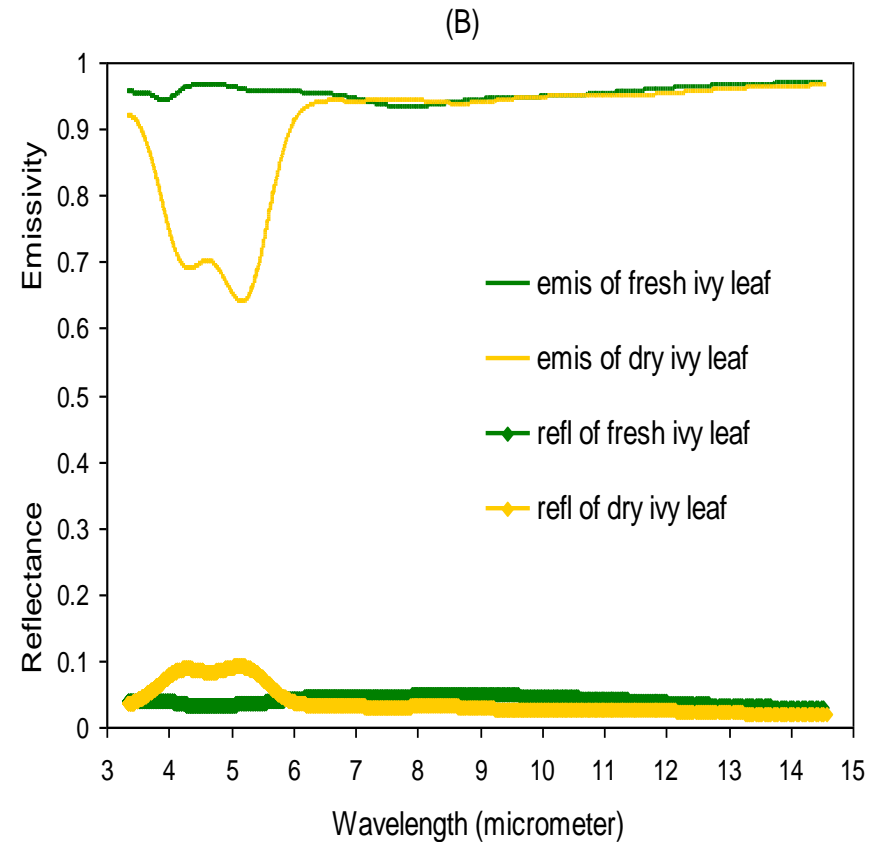 (B)
1
0.9
0.8
0.7
0.6
0.5
0.4
0.3
0.2
0.1
0
Emissivity
Reflectance
emis of fresh ivy leaf
emis of dry ivy leaf
refl of fresh ivy leaf
refl of dry ivy leaf
3 4 5 6 7 8 9 10 11 12 13 14 15
Wavelength (micrometer)